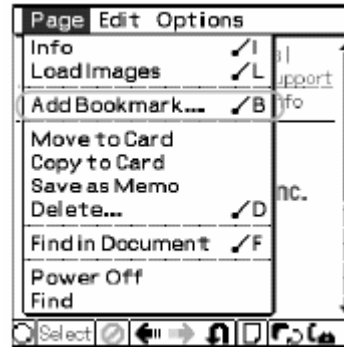 Page Edit Options
Info /I
Load Images /L
upport
Add Bookmark... /B
nfo
Move to Card
Copy to Card
Save as Memo
nc.
Delete... /D
Find in Document /F
Power Off
Find
Select